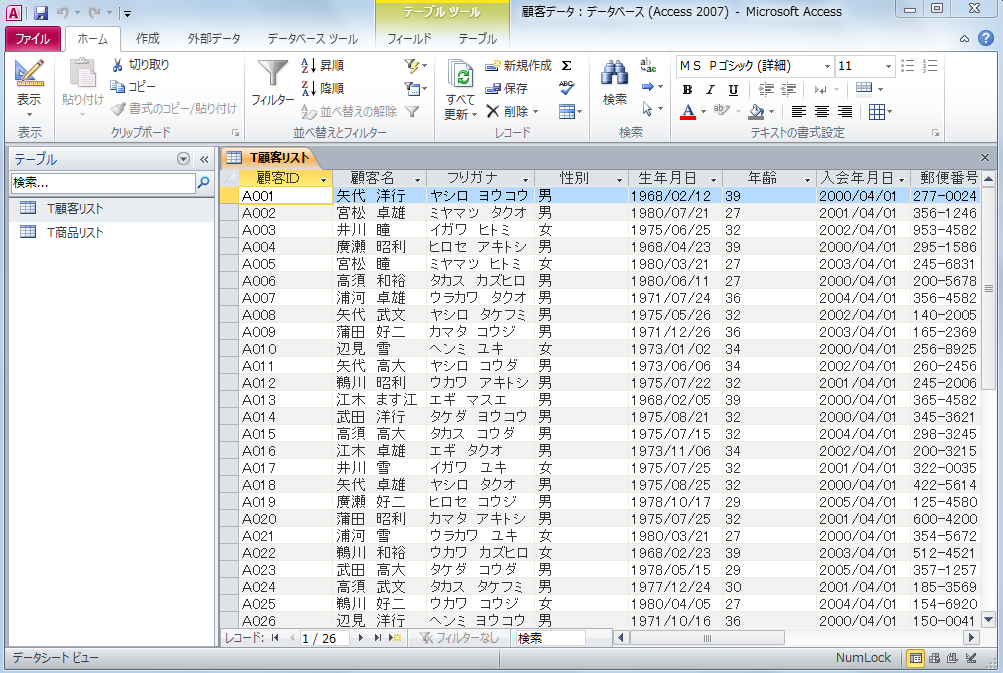 テーブル ツール
顧客データ : データベース (Access 2007) - Microsoft Access
ファイル ホーム 作成 外部データ データベース ツール フィールド テーブル
表示
表示
貼り付け
切り取り
コピー
書式のコピー/貼り付け
クリップボード
フィルター
昇順
降順
並べ替えの解除
並べ替えとフィルター
すべて
更新
新規作成
保存
削除
レコード
検索
検索
MS Pゴシック (詳細) 11
B I U
テキストの書式設定
テーブル
検索...
T顧客リスト
T商品リスト
T顧客リスト
顧客ID 顧客名 フリガナ 性別 生年月日 年齢 入会年月日 郵便番号
A001 矢代 洋行 ヤシロ ヨウコウ 男 1968/02/12 39 2000/04/01 277-0024
A002 宮松 卓雄 ミヤマツ タクオ 男 1980/07/21 27 2001/04/01 356-1246
A003 井川 瞳 イガワ ヒトミ 女 1975/06/25 32 2002/04/01 953-4582
A004 廣瀬 昭利 ヒロセ アキトシ 男 1968/04/23 39 2000/04/01 295-1586
A005 宮松 瞳 ミヤマツ ヒトミ 女 1980/03/21 27 2003/04/01 245-6831
A006 高須 和裕 タカス カズヒロ 男 1980/06/11 27 2000/04/01 200-5678
A007 浦河 卓雄 ウラカワ タクオ 男 1971/07/24 36 2004/04/01 356-4582
A008 矢代 武文 ヤシロ タケフミ 男 1975/05/26 32 2002/04/01 140-2005
A009 蒲田 好二 カマタ コウジ 男 1971/12/26 36 2003/04/01 165-2369
A010 辺見 雪 ヘンミ ユキ 女 1973/01/02 34 2000/04/01 256-8925
A011 矢代 高大 ヤシロ コウダ 男 1973/06/06 34 2002/04/01 260-2456
A012 鵜川 昭利 ウカワ アキトシ 男 1975/07/22 32 2001/04/01 245-2006
A013 江木 ます江 エギ マスエ 男 1968/02/05 39 2000/04/01 365-4582
A014 武田 洋行 タケダ ヨウコウ 男 1975/08/21 32 2000/04/01 345-3621
A015 高須 高大 タカス コウダ 男 1975/07/15 32 2004/04/01 298-3245
A016 江木 卓雄 エギ タクオ 男 1973/11/06 34 2002/04/01 200-3215
A017 井川 雪 イガワ ユキ 女 1975/07/25 32 2001/04/01 322-0035
A018 矢代 卓雄 ヤシロ タクオ 男 1975/08/25 32 2000/04/01 422-5614
A019 廣瀬 好二 ヒロセ コウジ 男 1978/10/17 29 2005/04/01 125-4580
A020 蒲田 昭利 カマタ アキトシ 男 1975/07/25 32 2001/04/01 600-4200
A021 浦河 雪 ウラカワ ユキ 女 1980/03/21 27 2000/04/01 354-5672
A022 鵜川 和裕 ウカワ カズヒロ 女 1968/02/23 39 2003/04/01 512-4521
A023 武田 高大 タケダ コウダ 男 1978/05/15 29 2005/04/01 357-1257
A024 高須 武文 タカス タケフミ 男 1977/12/24 30 2001/04/01 185-3569
A025 鵜川 好二 ウカワ コウジ 女 1980/04/05 27 2004/04/01 154-6920
A026 辺見 洋行 ヘンミ ヨウコウ 男 1971/10/16 36 2000/04/01 150-0041
レコード: 1 / 26 フィルターなし 検索
データシート ビュー NumLock